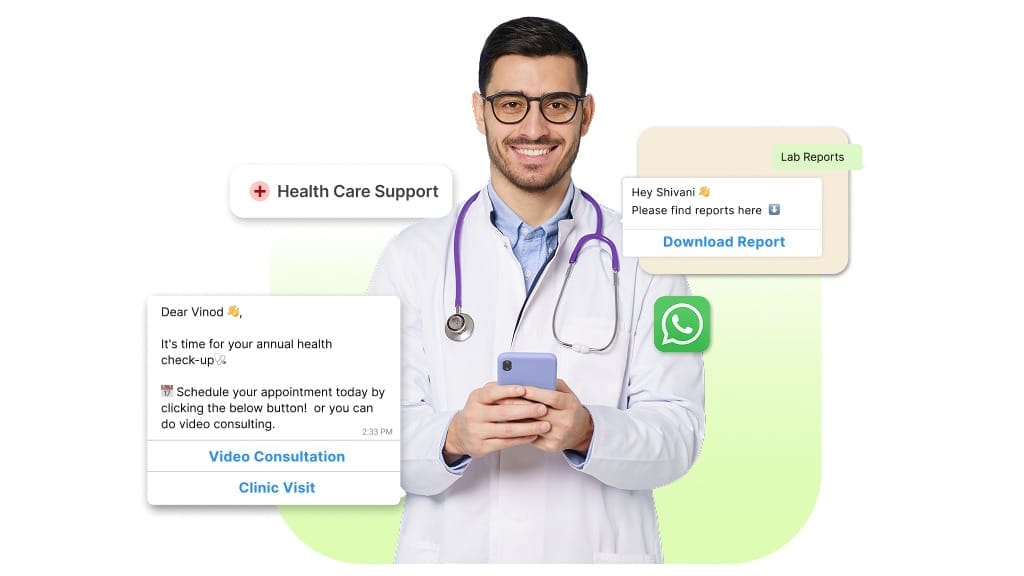 Health Care Support
Lab Reports
Hey Shivani 👋
Please find reports here ⬇️
Download Report
Dear Vinod 👋,
It's time for your annual health
check-up🩺
📅 Schedule your appointment today by
clicking the below button!  or you can
do video consulting.
2:33 PM
Video Consultation
Clinic Visit